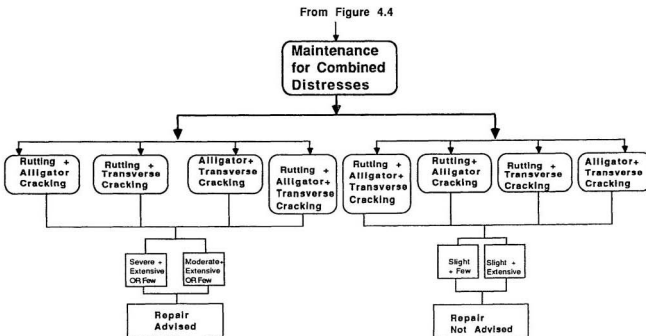 From Figure 4.4
Maintenance
for Combined
Distresses
Rutting +
Alligator
Cracking
Rutting +
Transverse
Cracking
Alligator+
Transverse
Cracking
Rutting +
Alligator+
Transverse
Cracking
Rutting +
Alligator+
Transverse
Cracking
Rutting+
Alligator
Cracking
Rutting +
Transverse
Cracking
Alligator+
Transverse
Cracking
Severe +
Extensive
OR Few
Moderate+
Extensive
OR Few
Slight
+ Few
Slight +
Extensive
Repair
Advised
Repair
Not Advised